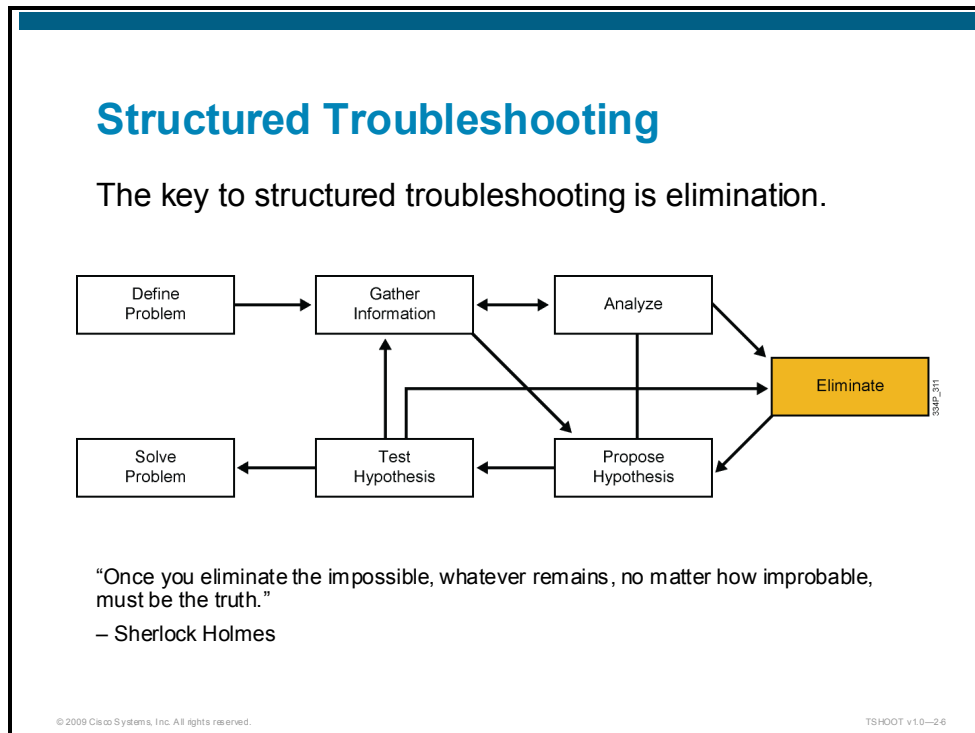 Structured Troubleshooting
The key to structured troubleshooting is elimination.
Define
Problem
Gather
Information
Analyze
Eliminate
334P_311
Solve
Problem
Test
Hypothesis
Propose
Hypothesis
“Once you eliminate the impossible, whatever remains, no matter how improbable,
must be the truth.”
– Sherlock Holmes
© 2009 Cisco Systems, Inc. All rights reserved.
TSHOOT v1.0—2-6